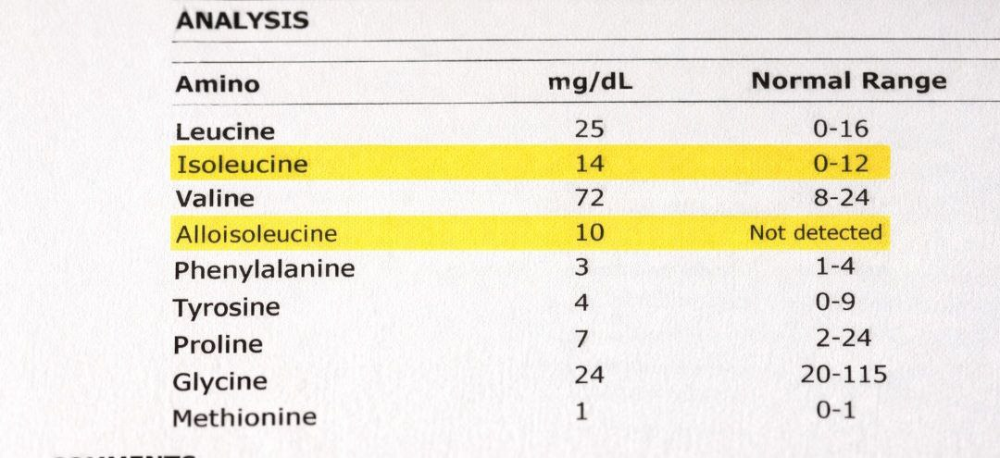 ANALYSIS
Amino mg/dL Normal Range
Leucine 25 0-16
Isoleucine 14 0-12
Valine 72 8-24
Alloisoleucine 10 Not detected
Phenylalanine 3 1-4
Tyrosine 4 0-9
Proline 7 2-24
Glycine 24 20-115
Methionine 1 0-1